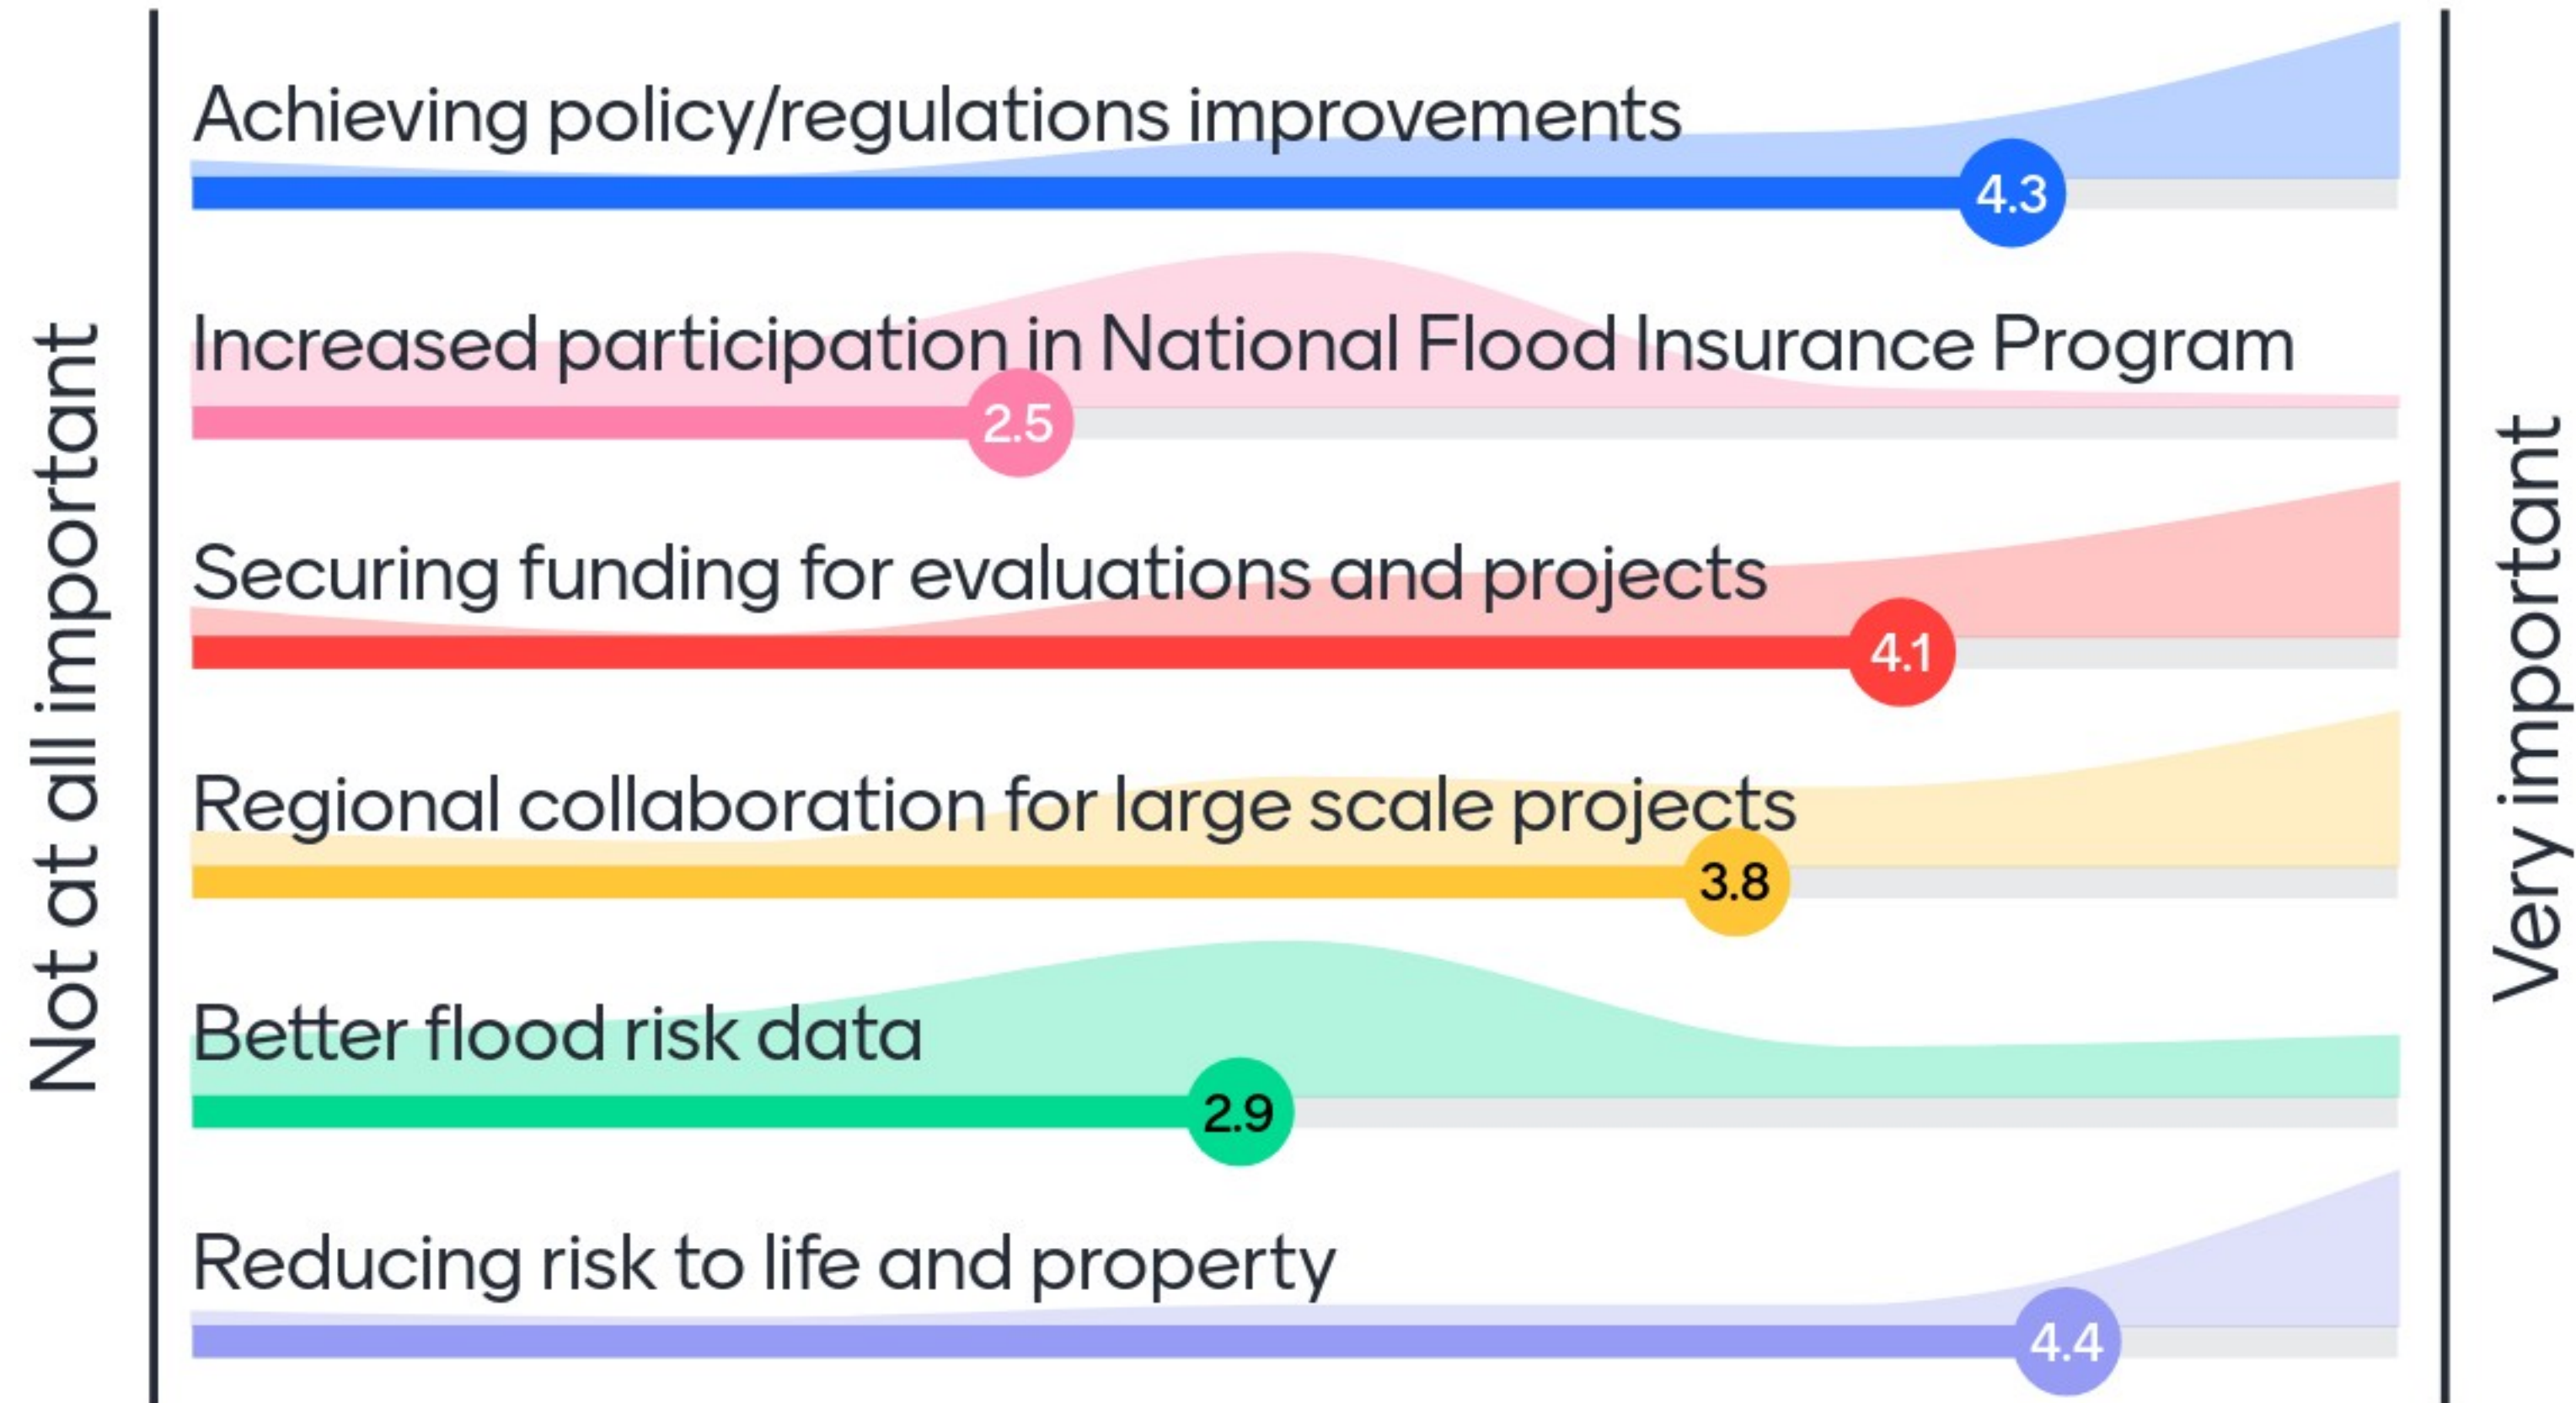 Not at all important
Achieving policy/regulations improvements
4.3
Increased participation in National Flood Insurance Program
2.5
Securing funding for evaluations and projects
4.1
Regional collaboration for large scale projects
3.8
Better flood risk data
2.9
Reducing risk to life and property
4.4
Very important